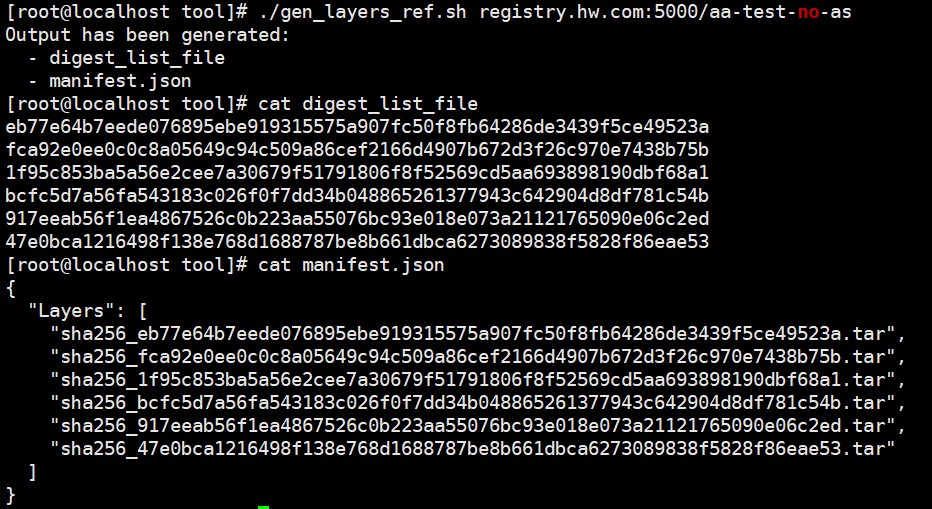 [root@localhost tool]# ./gen_layers_ref.sh registry.hw.com:5000/aa-test-no-as
Output has been generated:
  - digest_list_file
  - manifest.json
[root@localhost tool]# cat digest_list_file
eb77e64b7eede076895ebe919315575a907fc50f8fb64286de3439f5ce49523a
fca92e0ee0c0c8a05649c94c509a86cef2166d4907b672d3f26c970e7438b75b
1f95c853ba5a56e2cee7a30679f51791806f8f52569cd5aa693898190dbf68a1
bcfc5d7a56fa543183c026f0f7dd34b048865261377943c642904d8df781c54b
917eeab56f1ea4867526c0b223aa55076bc93e018e073a21121765090e06c2ed
47e0bca1216498f138e768d1688787be8b661dbca6273089838f5828f86eae53
[root@localhost tool]# cat manifest.json
{
  "Layers": [
    "sha256_eb77e64b7eede076895ebe919315575a907fc50f8fb64286de3439f5ce49523a.tar",
    "sha256_fca92e0ee0c0c8a05649c94c509a86cef2166d4907b672d3f26c970e7438b75b.tar",
    "sha256_1f95c853ba5a56e2cee7a30679f51791806f8f52569cd5aa693898190dbf68a1.tar",
    "sha256_bcfc5d7a56fa543183c026f0f7dd34b048865261377943c642904d8df781c54b.tar",
    "sha256_917eeab56f1ea4867526c0b223aa55076bc93e018e073a21121765090e06c2ed.tar",
    "sha256_47e0bca1216498f138e768d1688787be8b661dbca6273089838f5828f86eae53.tar"
  ]
}